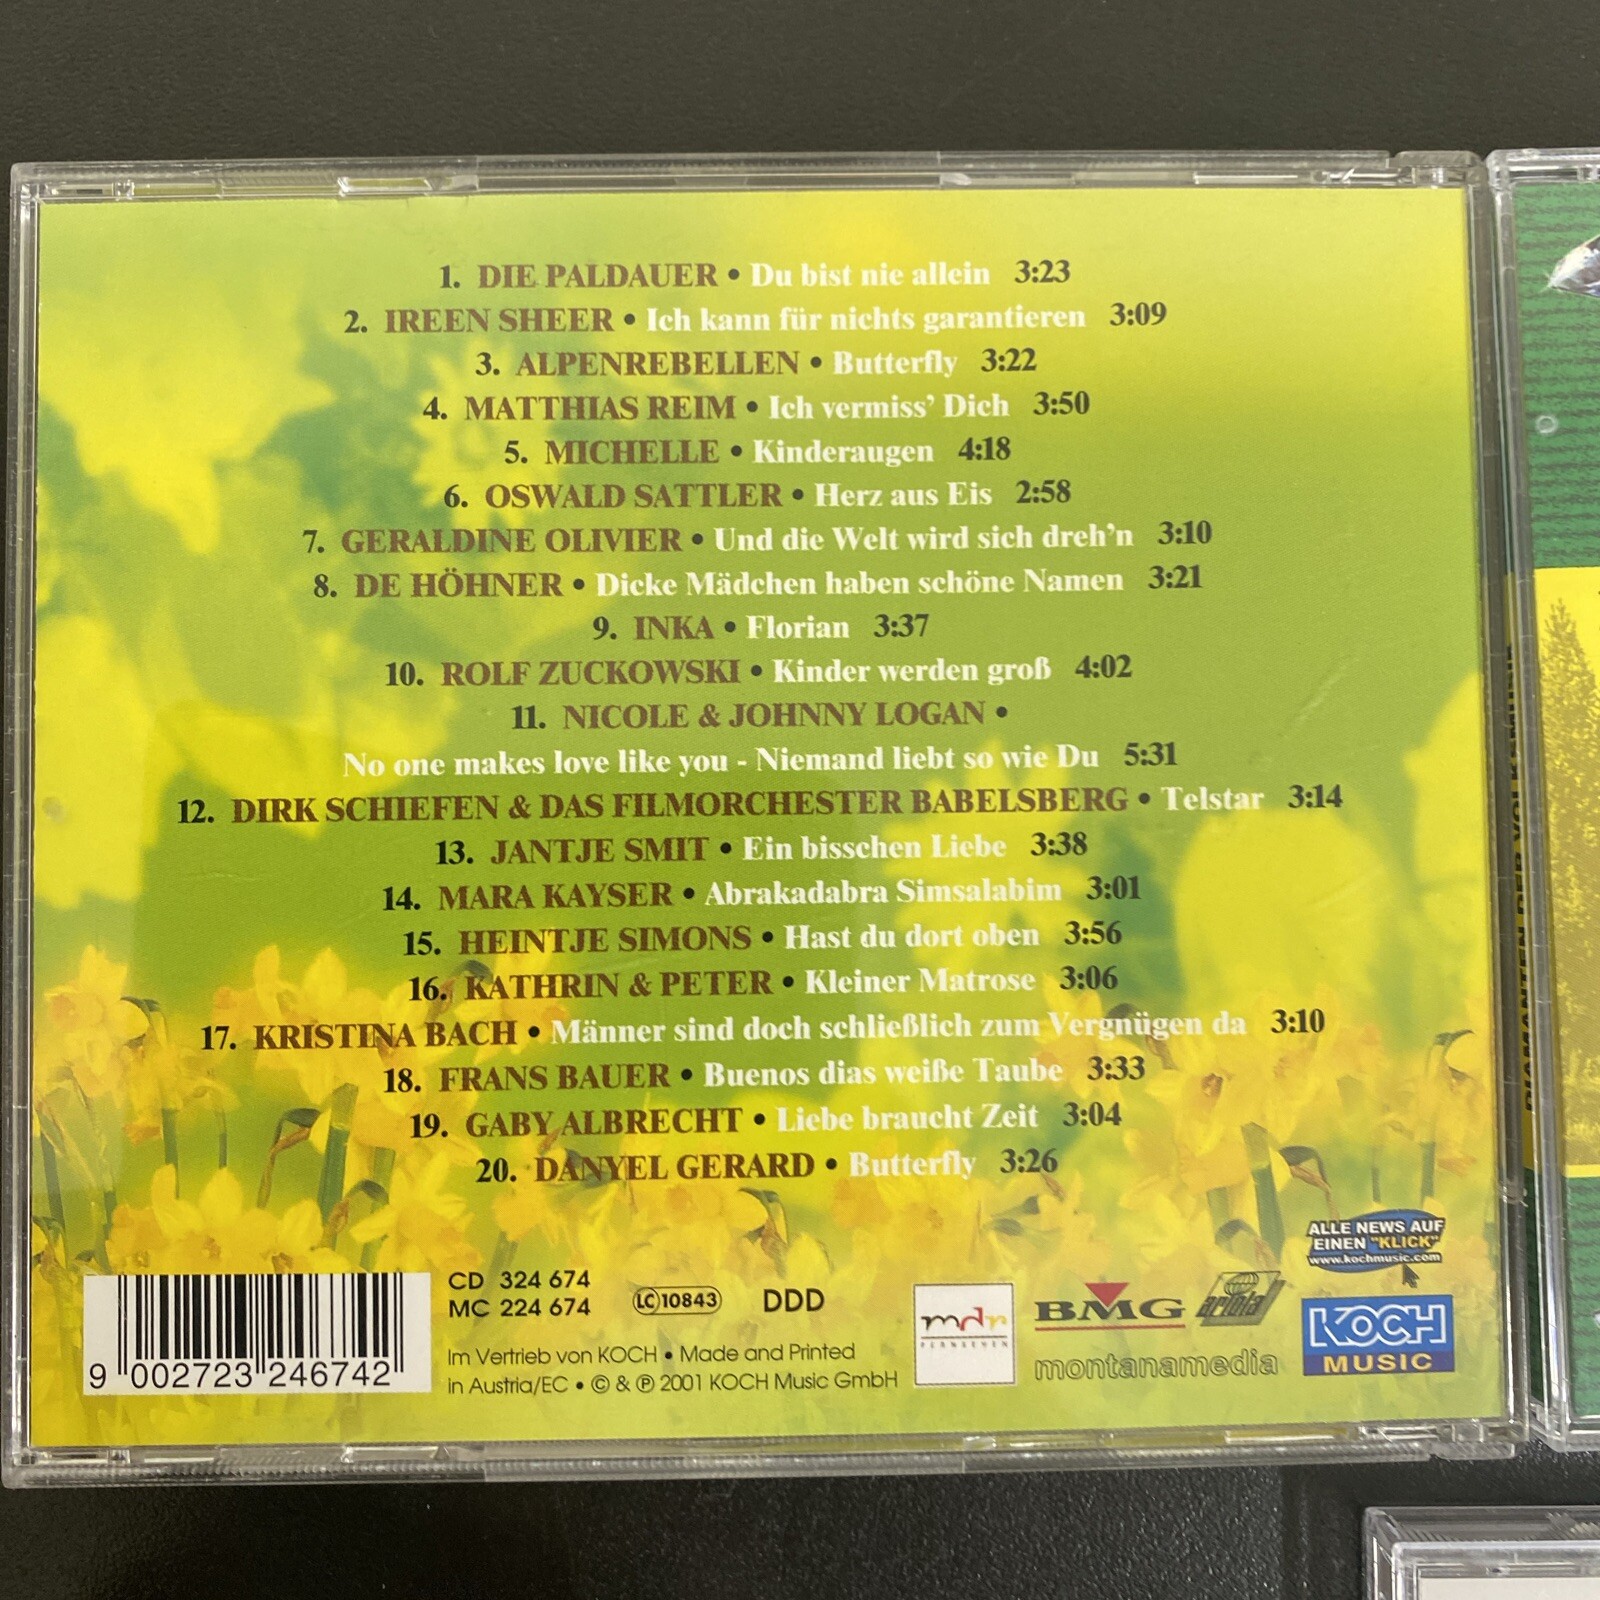 1. DIE PALDAUER • Du bist nie allein 3:23
2. IREEN SHEER • Ich kann für nichts garantieren 3:09
3. ALPENREBELLEN • Butterfly 3:22
4. MATTHIAS REIM • Ich vermiss’ Dich 3:50
5. MICHELLE • Kinderaugen 4:18
6. OSWALD SATTLER • Herz aus Eis 2:58
7. GERALDINE OLIVIER • Und die Welt wird sich dreh’n 3:10
8. DE HÖHNER • Dicke Mädchen haben schöne Namen 3:21
9. INKA • Florian 3:37
10. ROLF ZUCKOWSKI • Kinder werden groß 4:02
11. NICOLE & JOHNNY LOGAN •
No one makes love like you - Niemand liebt so wie Du 5:31
12. DIRK SCHIEFEN & DAS FILMORCHESTER BABELSBERG • Telstar 3:14
13. JANTJE SMIT • Ein bisschen Liebe 3:38
14. MARA KAYSER • Abrakadabra Simsalabim 3:01
15. HEINTJE SIMONS • Hast du dort oben 3:56
16. KATHRIN & PETER • Kleiner Matrose 3:06
17. KRISTINA BACH • Männer sind doch schließlich zum Vergnügen da 3:10
18. FRANS BAUER • Buenos dias weiße Taube 3:33
19. GABY ALBRECHT • Liebe braucht Zeit 3:04
20. DANYEL GERARD • Butterfly 3:26
ALLE NEWS AUF
EINEN "KLICK"
www.kochmusic.com
CD 324 674
MC 224 674
LC 10843
DDD
9 002723 246742
Im Vertrieb von KOCH • Made and Printed
in Austria/EC • © & ℗ 2001 KOCH Music GmbH
mdr
FERNSEHEN
BMG
ariola
montanamedia
KOCH
MUSIC
DIAMANTEN DER VOLKSMUSIK